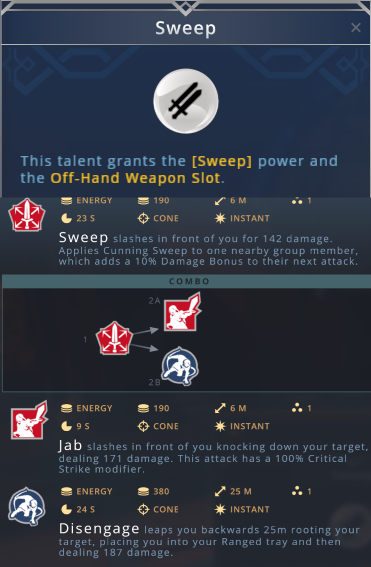 Sweep
This talent grants the [Sweep] power and
the Off-Hand Weapon Slot.
ENERGY 190 6 M 1
23 S CONE INSTANT
Sweep slashes in front of you for 142 damage.
Applies Cunning Sweep to one nearby group member,
which adds a 10% Damage Bonus to their next attack.
COMBO
2A
1
2B
ENERGY 190 6 M 1
9 S CONE INSTANT
Jab slashes in front of you knocking down your target,
dealing 171 damage. This attack has a 100% Critical
Strike modifier.
ENERGY 380 25 M 1
24 S CONE INSTANT
Disengage leaps you backwards 25m rooting your
target, placing you into your Ranged tray and then
dealing 187 damage.